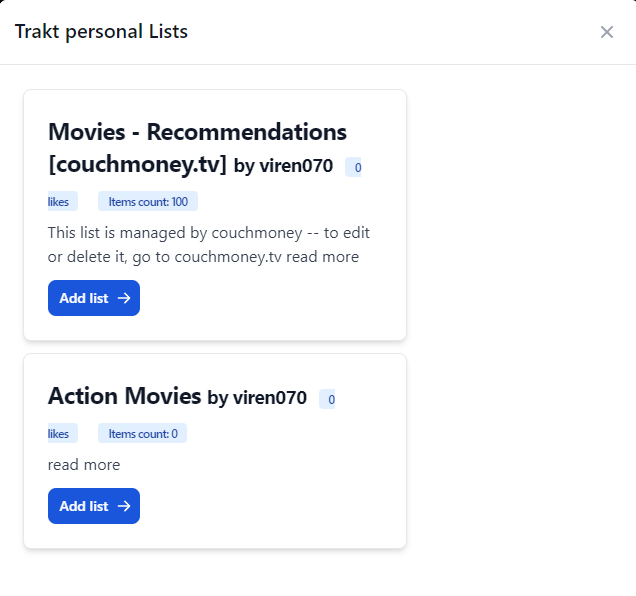 Trakt personal Lists
Movies - Recommendations
[couchmoney.tv] by viren070 0
likes Items count: 100
This list is managed by couchmoney -- to edit
or delete it, go to couchmoney.tv read more
Add list →
Action Movies by viren070 0
likes Items count: 0
read more
Add list →